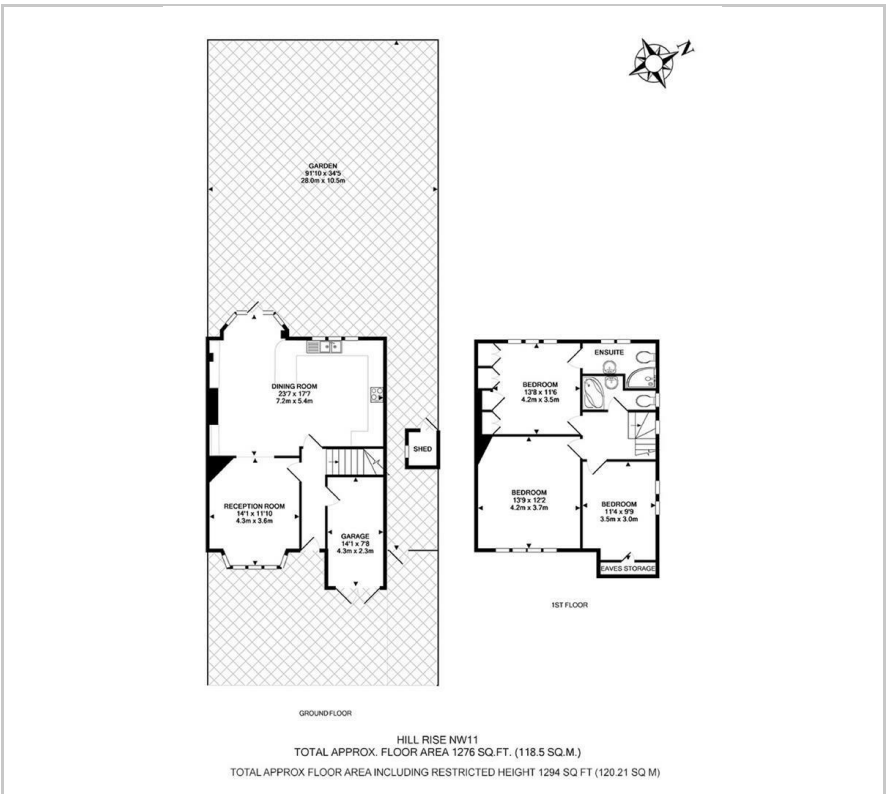 N
GARDEN
91'10 x 34'5
28.0m x 10.5m
DINING ROOM
23'7 x 17'7
7.2m x 5.4m
SHED
RECEPTION ROOM
14'1 x 11'10
4.3m x 3.6m
GARAGE
14'1 x 7'8
4.3m x 2.3m
GROUND FLOOR
ENSUITE
BEDROOM
13'8 x 11'6
4.2m x 3.5m
BEDROOM
13'9 x 12'2
4.2m x 3.7m
BEDROOM
11'4 x 9'9
3.5m x 3.0m
EAVES STORAGE
1ST FLOOR
HILL RISE NW11
TOTAL APPROX. FLOOR AREA 1276 SQ.FT. (118.5 SQ.M.)
TOTAL APPROX FLOOR AREA INCLUDING RESTRICTED HEIGHT 1294 SQ FT (120.21 SQ M)